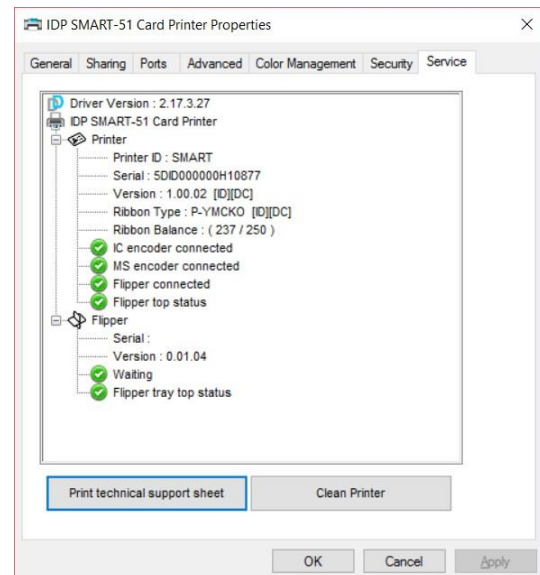 IDP SMART-51 Card Printer Properties
General Sharing Ports Advanced Color Management Security Service
Driver Version : 2.17.3.27
IDP SMART-51 Card Printer
Printer
Printer ID : SMART
Serial : 5DID000000H10877
Version : 1.00.02 [ID][DC]
Ribbon Type : P-YMCKO [ID][DC]
Ribbon Balance : ( 237 / 250 )
IC encoder connected
MS encoder connected
Flipper connected
Flipper top status
Flipper
Serial :
Version : 0.01.04
Waiting
Flipper tray top status
Print technical support sheet Clean Printer
OK Cancel Apply